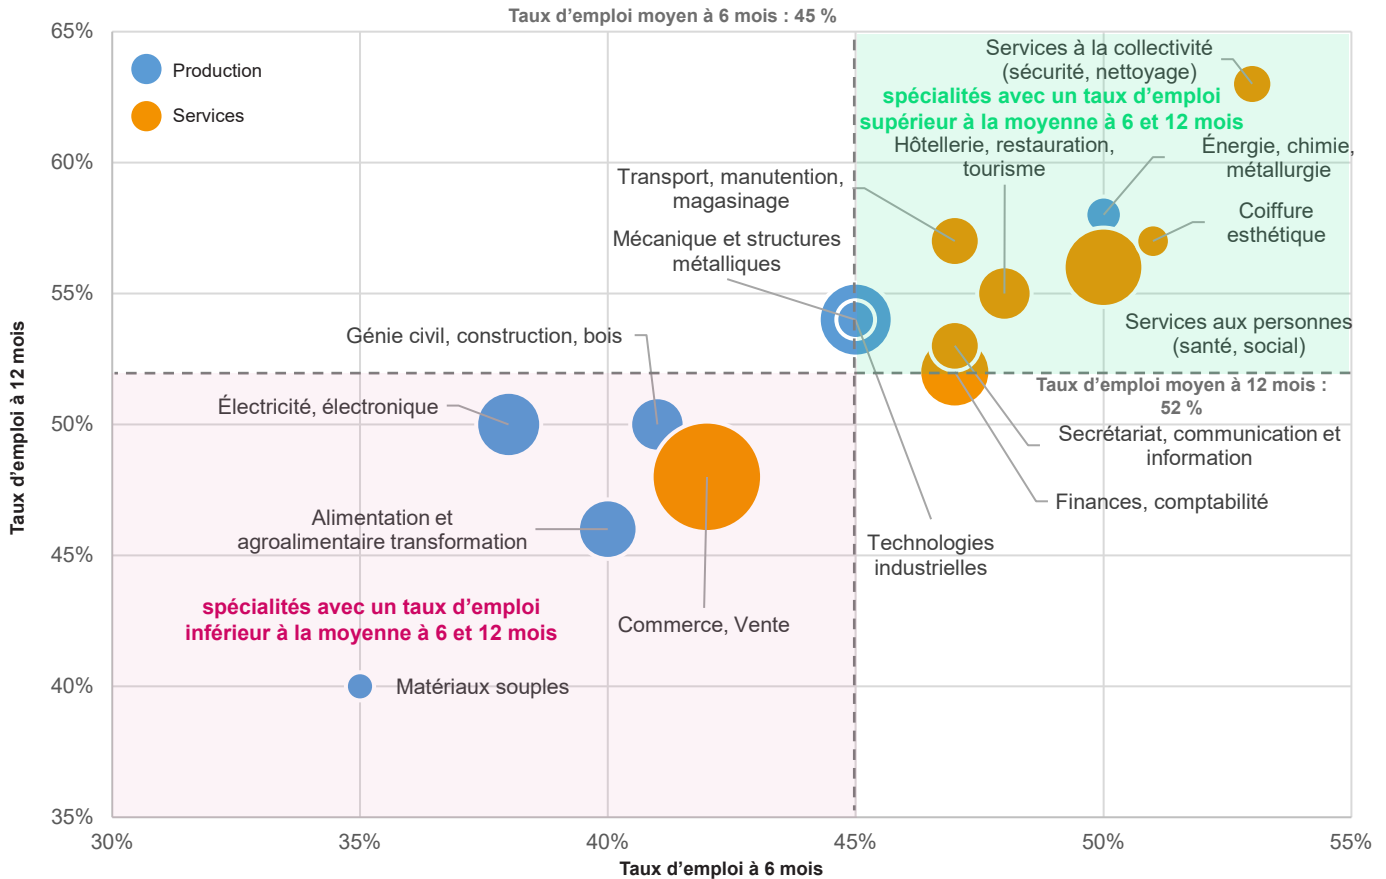 Taux d’emploi moyen à 6 mois : 45 %
65%
Production
Services
Services à la collectivité
(sécurité, nettoyage)
spécialités avec un taux d’emploi
supérieur à la moyenne à 6 et 12 mois
60%
Hôtellerie, restauration,
tourisme
Énergie, chimie,
métallurgie
Transport, manutention,
magasinage
Coiffure
esthétique
Mécanique et structures
métalliques
55%
Génie civil, construction, bois
Services aux personnes
(santé, social)
Taux d’emploi moyen à 12 mois :
52 %
Électricité, électronique
50%
Secrétariat, communication et
information
Finances, comptabilité
Alimentation et
agroalimentaire transformation
Technologies
industrielles
45%
spécialités avec un taux d’emploi
inférieur à la moyenne à 6 et 12 mois
Commerce, Vente
40%
Matériaux souples
35%
30%
35%
40%
45%
50%
55%
Taux d’emploi à 6 mois
Taux d’emploi à 12 mois